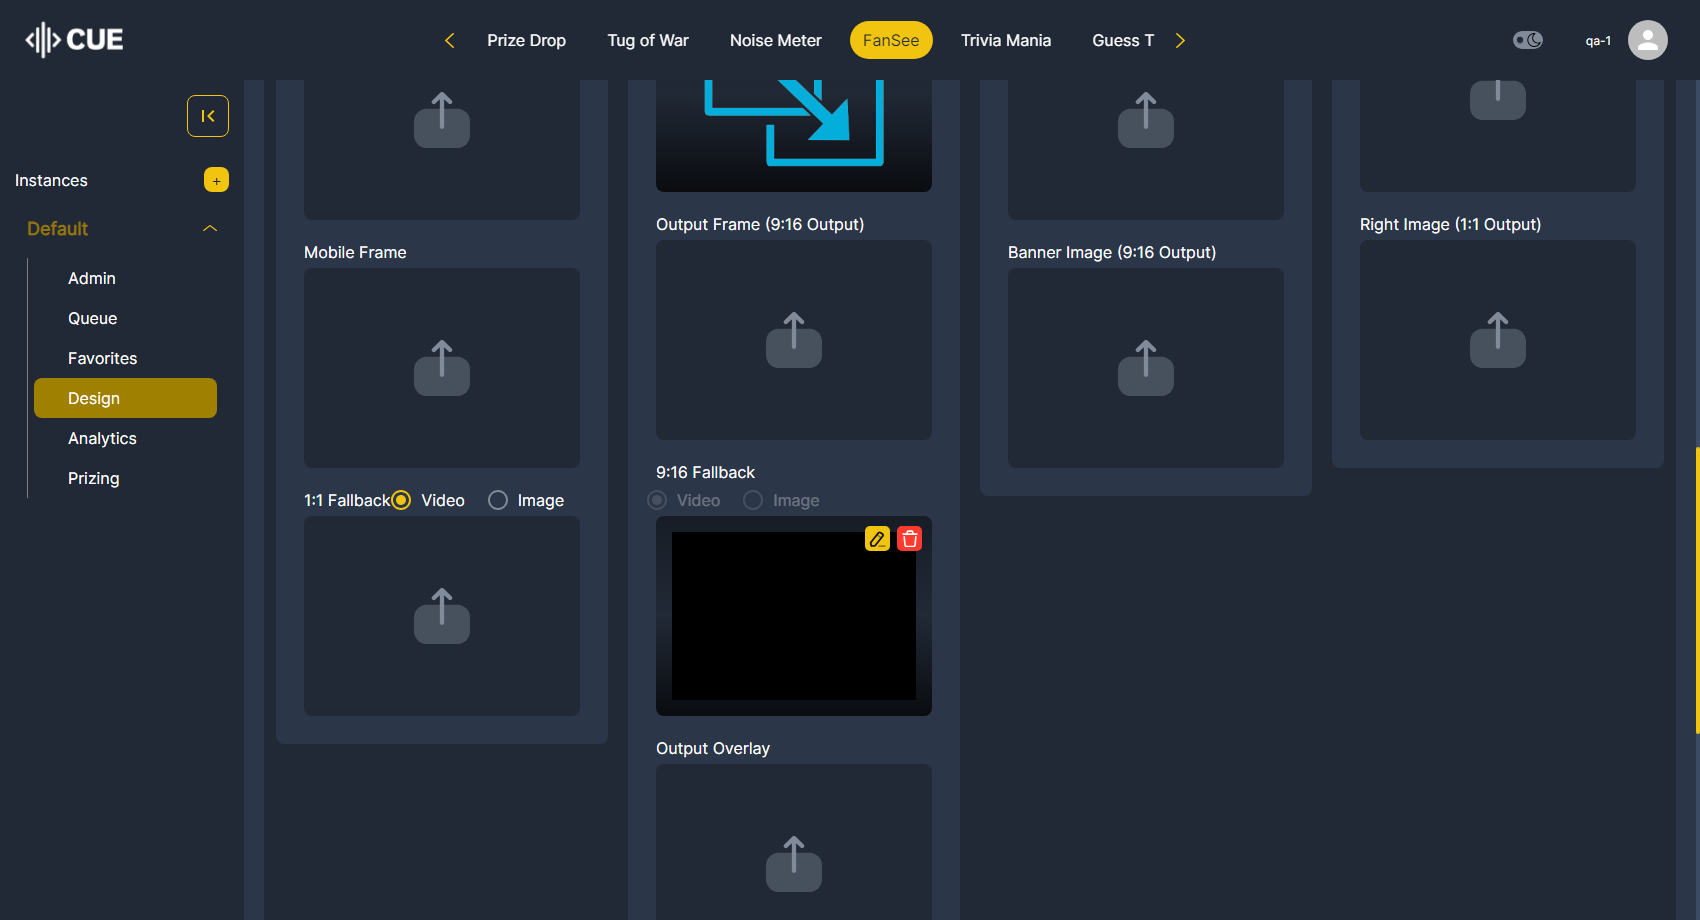 CUE
Prize Drop
Tug of War
Noise Meter
FanSee
Trivia Mania
Guess T
qa-1
Instances
+
Default
Admin
Queue
Favorites
Design
Analytics
Prizing
Mobile Frame
1:1 Fallback Video Image
Output Frame (9:16 Output)
9:16 Fallback
Video Image
Output Overlay
Banner Image (9:16 Output)
Right Image (1:1 Output)